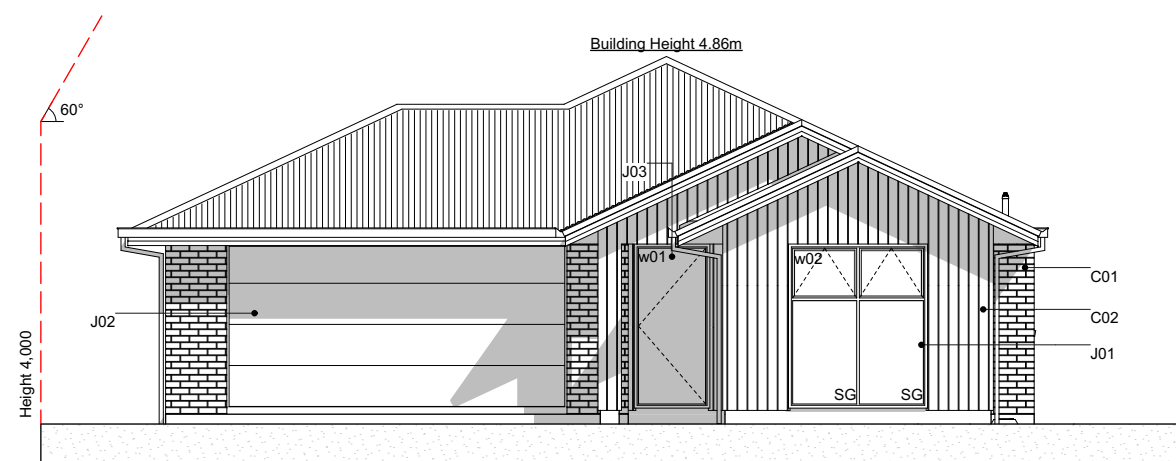 Building Height 4.86m
60°
J03
w01
w02
C01
C02
J02
J01
Height 4,000
SG
SG